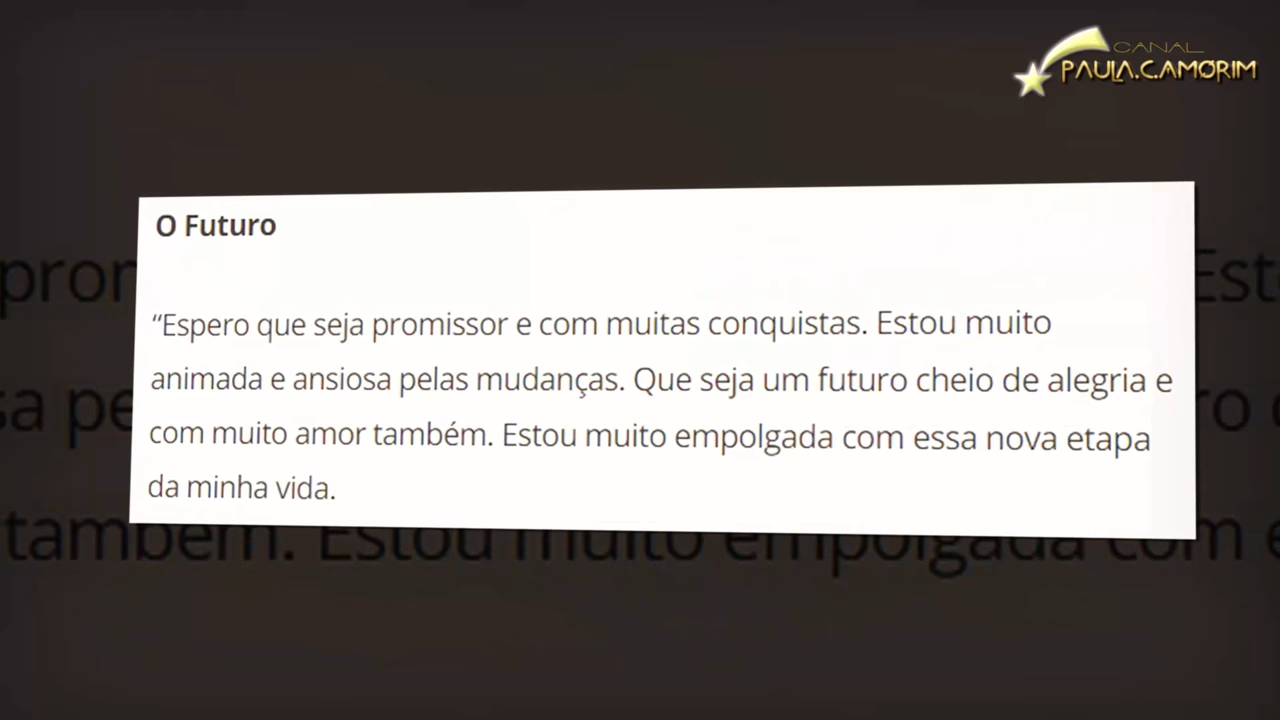 CANAL
PAULA.C.AMORIM
O Futuro
“Espero que seja promissor e com muitas conquistas. Estou muito
animada e ansiosa pelas mudanças. Que seja um futuro cheio de alegria e
com muito amor também. Estou muito empolgada com essa nova etapa
da minha vida.